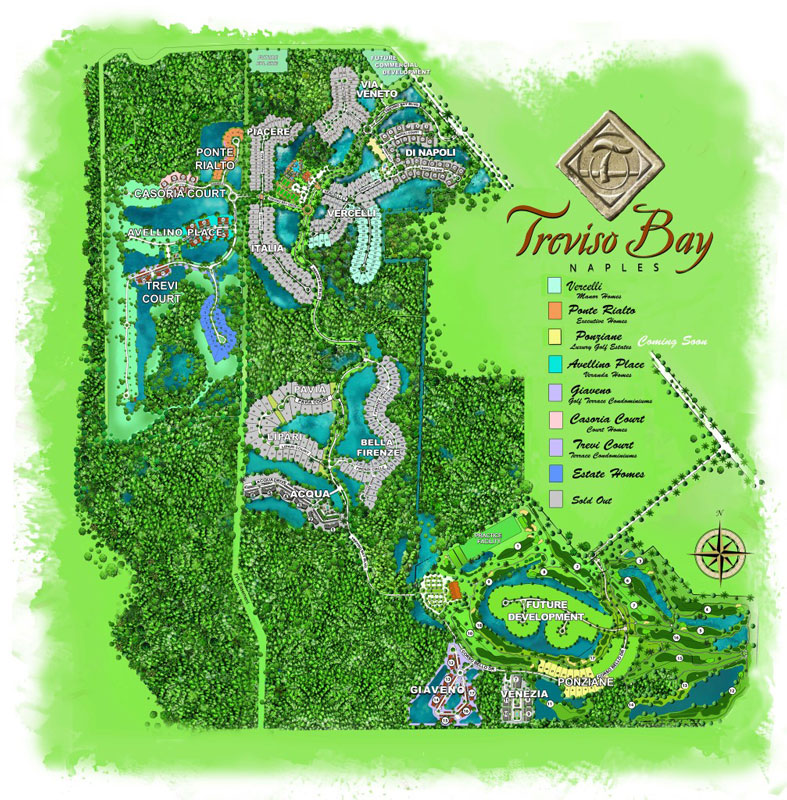 FUTURE
COMMERCIAL
DEVELOPMENT
VIA
VENETO
PIACERE
DI NAPOLI
PONTE
RIALTO
CASORIA COURT
VERCELLI
AVELLINO PLACE
ITALIA
TREVI
COURT
T
Treviso Bay
NAPLES
Vercelli
Manor Homes
Ponte Rialto
Executive Homes
Ponziane
Luxury Golf Estates
Coming Soon
Avellino Place
Veranda Homes
Giaveno
Golf Terrace Condominiums
Casoria Court
Court Homes
Trevi Court
Terrace Condominiums
Estate Homes
Sold Out
PAVIA
LIPARI
BELLA
FIRENZE
ACQUA
N
PRACTICE
FACILITY
FUTURE
DEVELOPMENT
GIAVENO
VENEZIA
PONZIANE